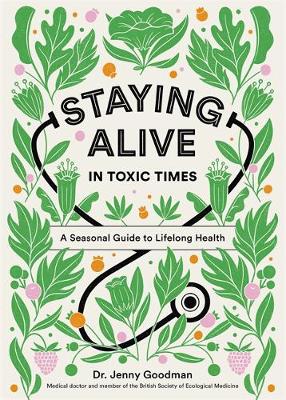 STAYING
ALIVE
IN TOXIC TIMES
A Seasonal Guide to Lifelong Health
Dr. Jenny Goodman
Medical doctor and member of the British Society of Ecological Medicine